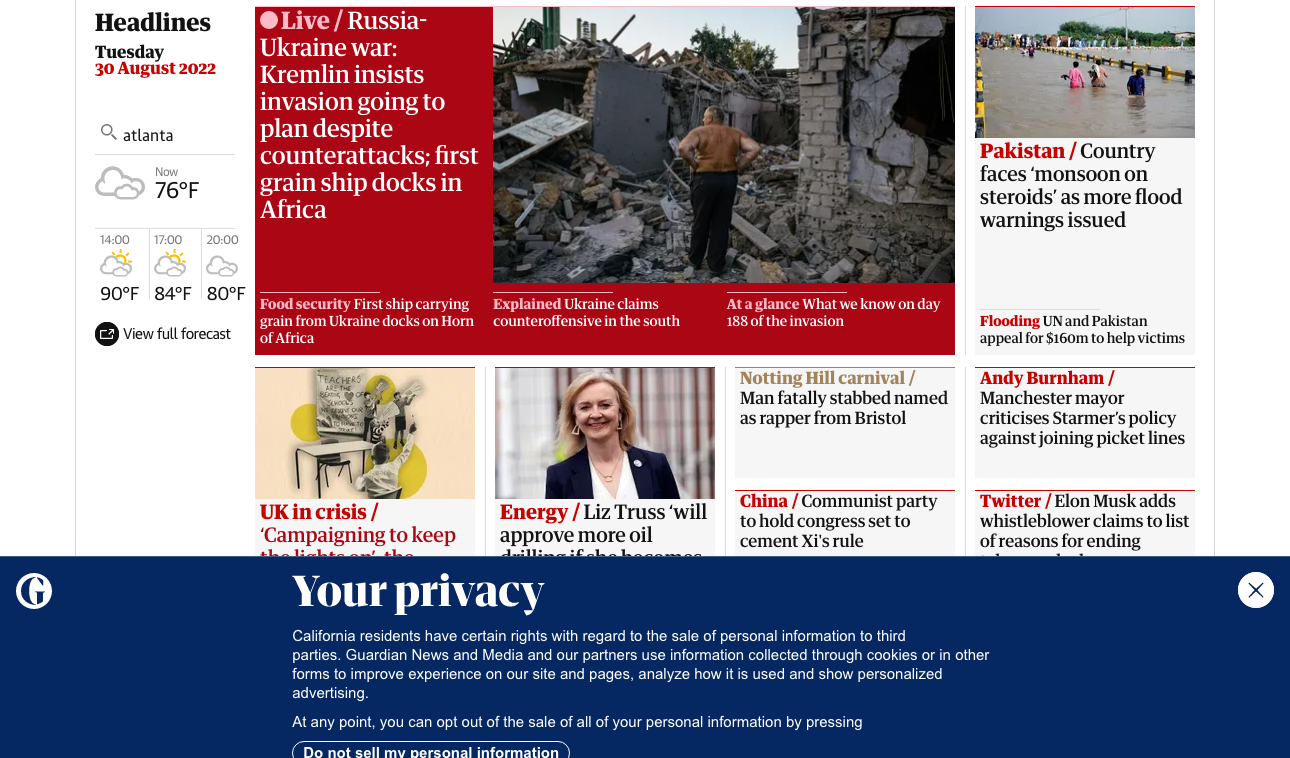 Headlines
Tuesday
30 August 2022
atlanta
Now
76°F
14:00
17:00
20:00
90°F
84°F
80°F
View full forecast
Live / Russia-
Ukraine war:
Kremlin insists
invasion going to
plan despite
counterattacks; first
grain ship docks in
Africa
Food security First ship carrying
grain from Ukraine docks on Horn
of Africa
Explained Ukraine claims
counteroffensive in the south
At a glance What we know on day
188 of the invasion
Pakistan / Country
faces ‘monsoon on
steroids’ as more flood
warnings issued
Flooding UN and Pakistan
appeal for $160m to help victims
TEACHERS
ARE THE
UK in crisis /
‘Campaigning to keep
the lights on’: the
Energy / Liz Truss ‘will
approve more oil
drilling if she becomes
Notting Hill carnival /
Man fatally stabbed named
as rapper from Bristol
China / Communist party
to hold congress set to
cement Xi's rule
Andy Burnham /
Manchester mayor
criticises Starmer’s policy
against joining picket lines
Twitter / Elon Musk adds
whistleblower claims to list
of reasons for ending
Your privacy
California residents have certain rights with regard to the sale of personal information to third
parties. Guardian News and Media and our partners use information collected through cookies or in other
forms to improve experience on our site and pages, analyze how it is used and show personalized
advertising.
At any point, you can opt out of the sale of all of your personal information by pressing
Do not sell my personal information